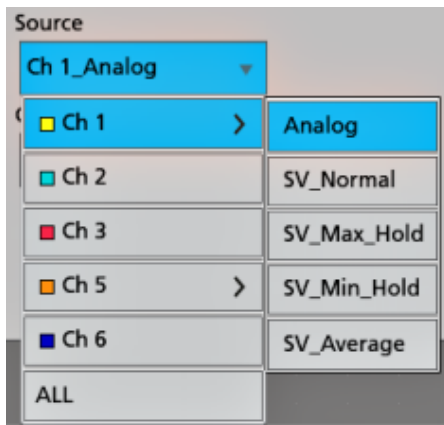 Source
Ch 1_Analog
Ch 1
Analog
Ch 2
SV_Normal
Ch 3
SV_Max_Hold
Ch 5
SV_Min_Hold
Ch 6
SV_Average
ALL